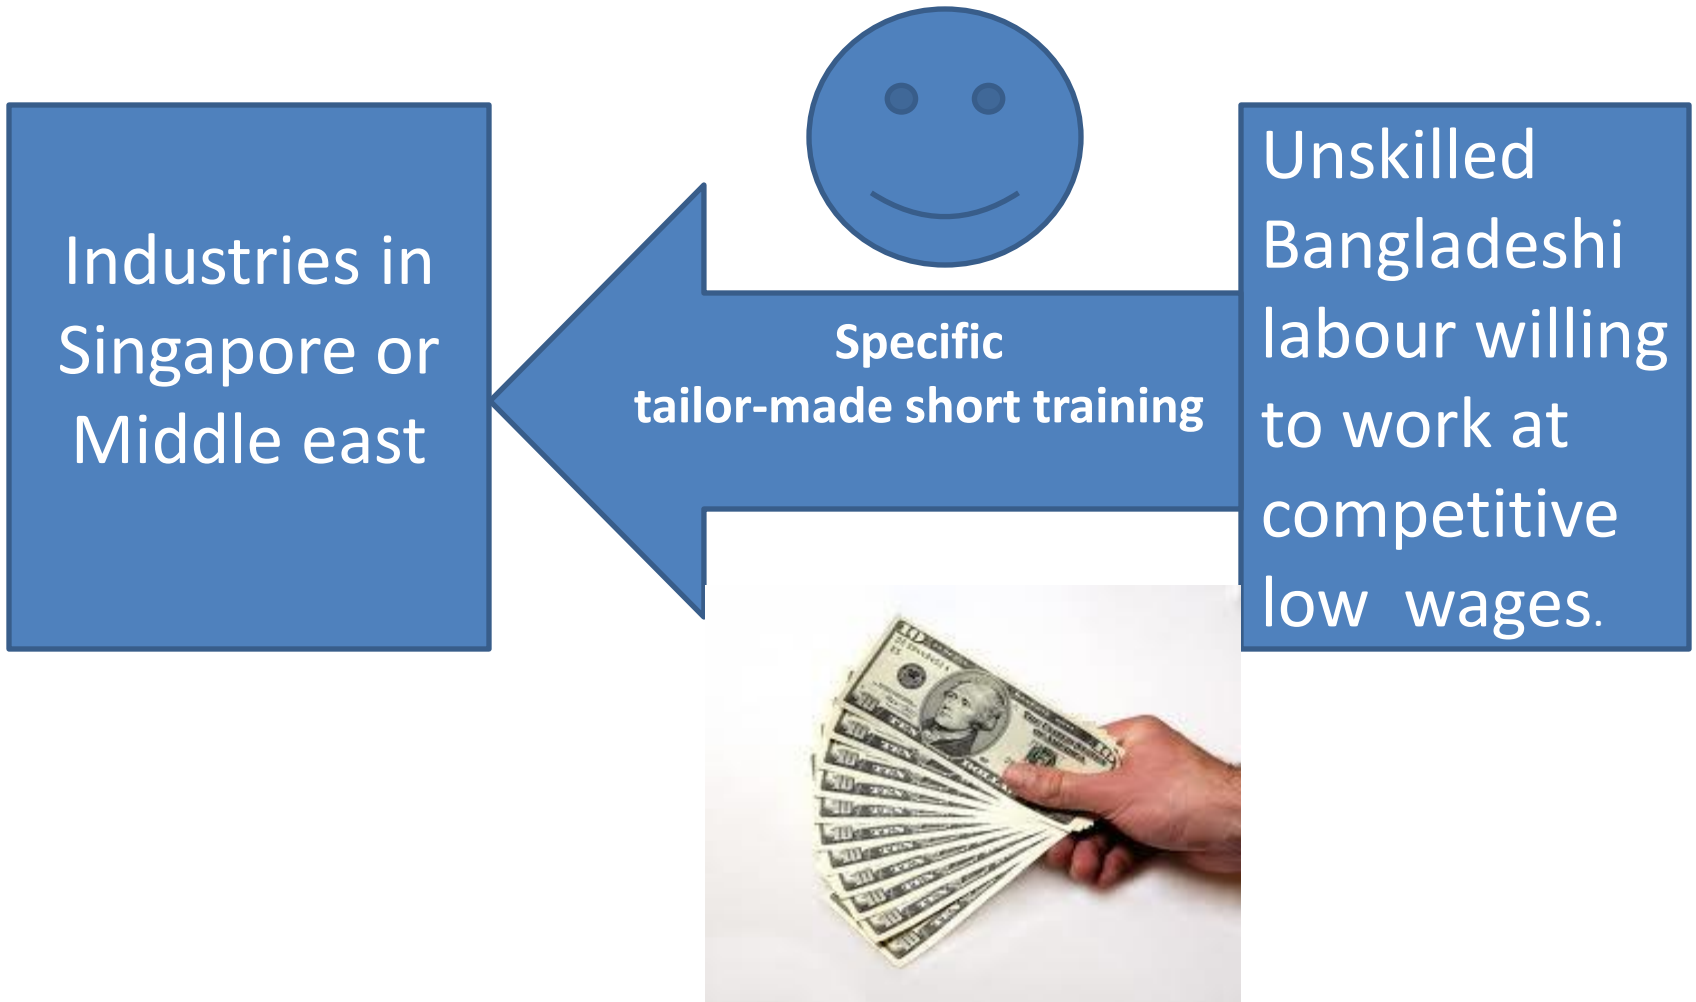 Industries in
Singapore or
Middle east
Specific
tailor-made short training
Unskilled
Bangladeshi
labour willing
to work at
competitive
low  wages.